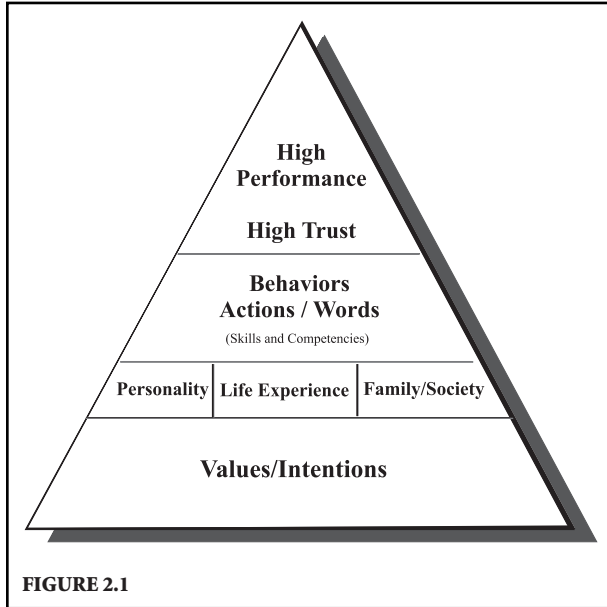 High
Performance
High Trust
Behaviors
Actions / Words
(Skills and Competencies)
Personality Life Experience Family/Society
Values/Intentions
FIGURE 2.1